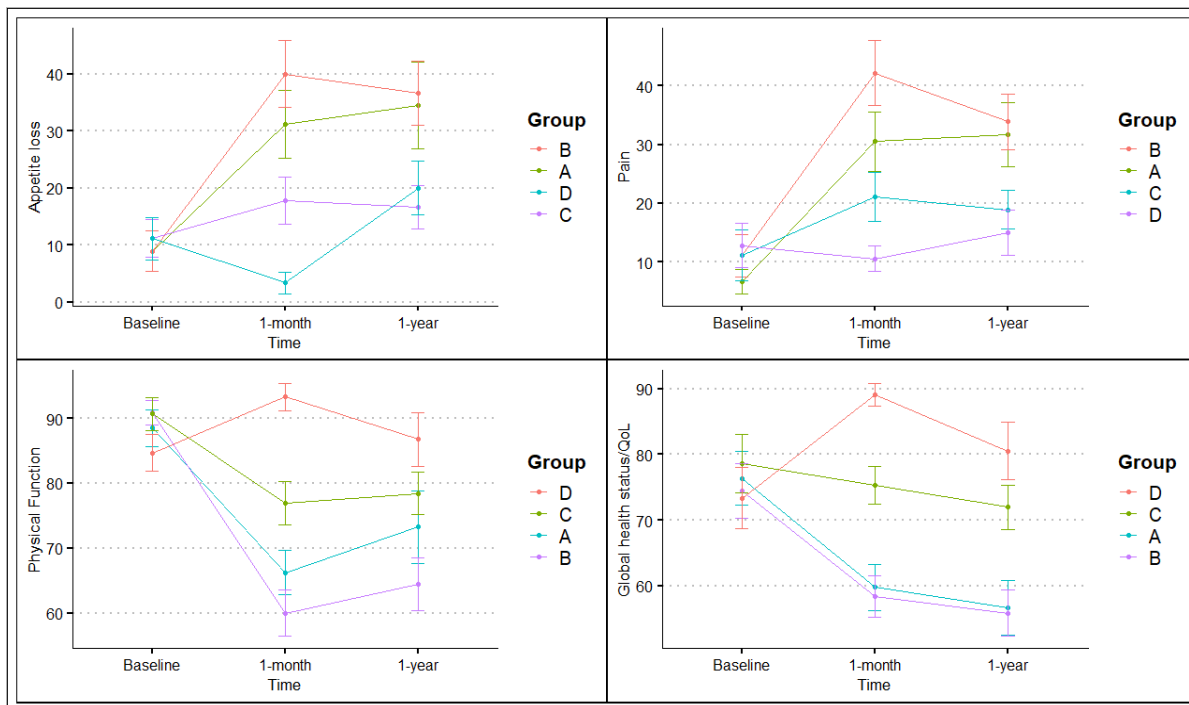 Appetite loss
40
30
20
10
0
Baseline
1-month
1-year
Time
Group
B
A
D
C
Pain
40
30
20
10
Baseline
1-month
1-year
Time
Group
B
A
C
D
Physical Function
90
80
70
60
Baseline
1-month
1-year
Time
Group
D
C
A
B
Global health status/QoL
90
80
70
60
Baseline
1-month
1-year
Time
Group
D
C
A
B